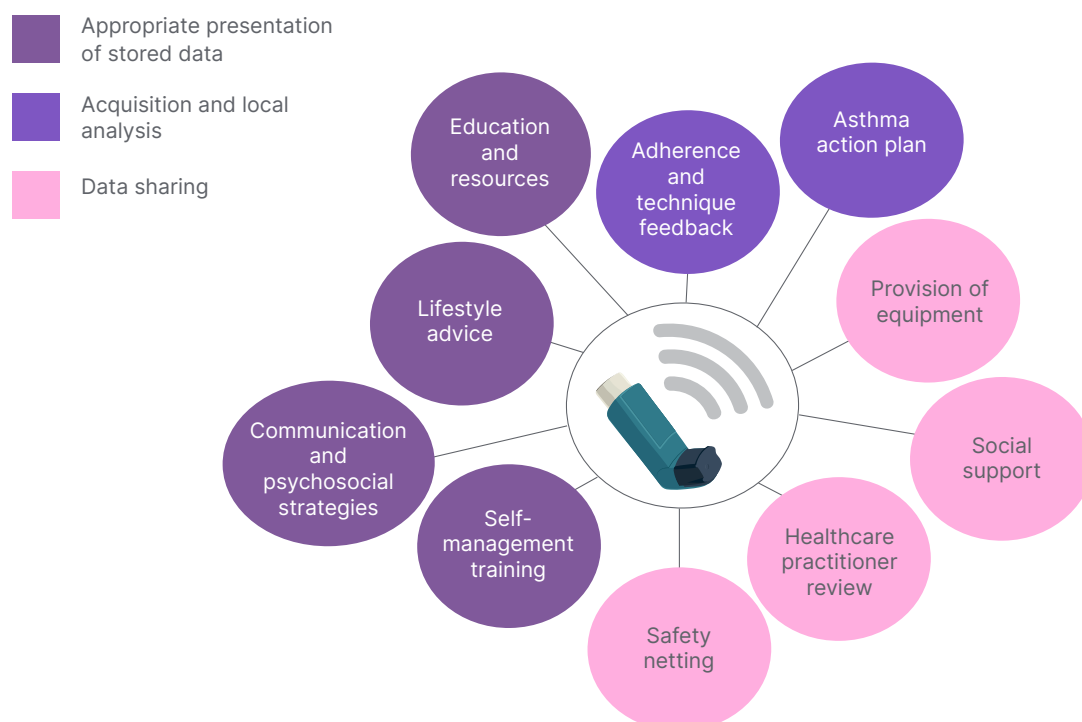 Appropriate presentation
of stored data
Acquisition and local
analysis
Data sharing
Education
and
resources
Adherence
and
technique
feedback
Asthma
action plan
Lifestyle
advice
Provision of
equipment
Communication
and
psychosocial
strategies
Social
support
Self-
management
training
Healthcare
practitioner
review
Safety
netting